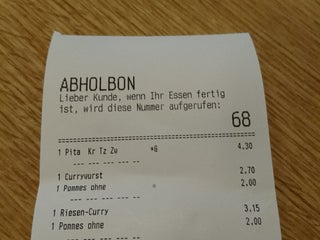 ABHOLBON
Lieber Kunde, wenn Ihr Essen fertig
ist, wird diese Nummer aufgerufen:
68
================================
1 Pita Kr Tz Zw *G 4.30
--- --- --- --- --
1 Currywurst 2.70
1 Pommes ohne 2.00
--- --- --- --- --
1 Riesen-Curry 3.15
1 Pommes ohne 2.00